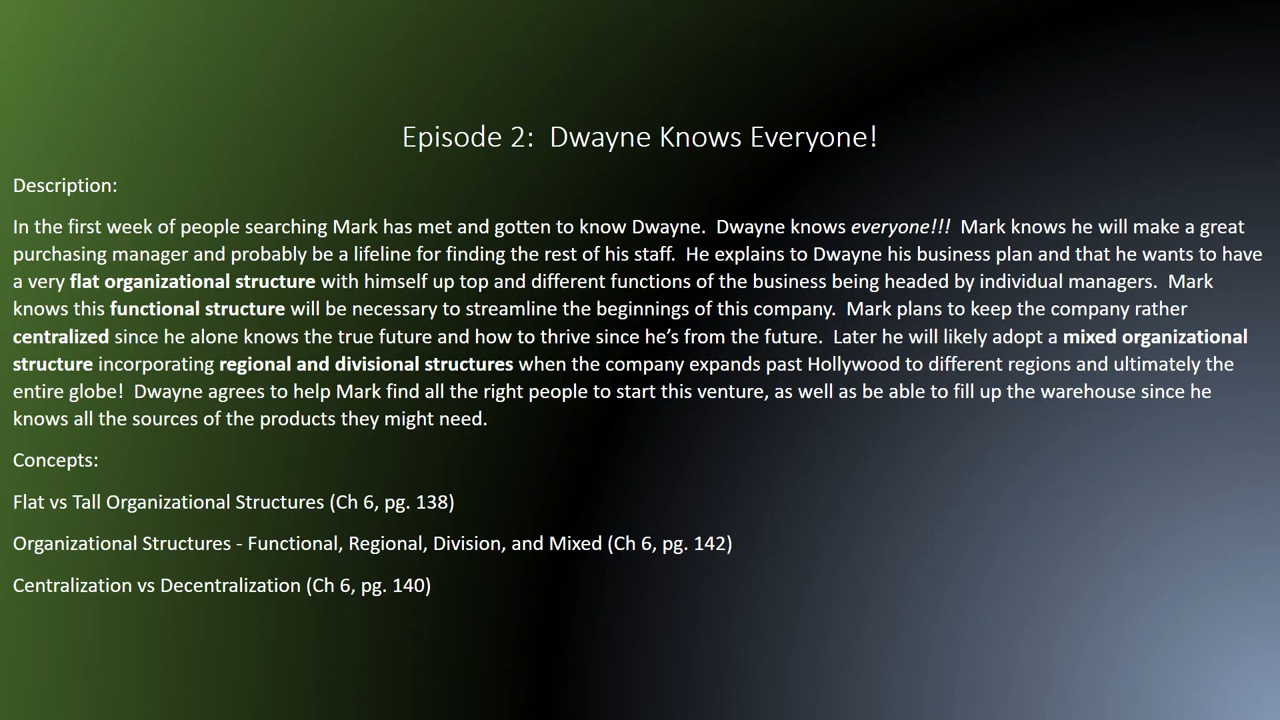 Episode 2:  Dwayne Knows Everyone!
Description:
In the first week of people searching Mark has met and gotten to know Dwayne.  Dwayne knows everyone!!!  Mark knows he will make a great
purchasing manager and probably be a lifeline for finding the rest of his staff.  He explains to Dwayne his business plan and that he wants to have
a very flat organizational structure with himself up top and different functions of the business being headed by individual managers.  Mark
knows this functional structure will be necessary to streamline the beginnings of this company.  Mark plans to keep the company rather
centralized since he alone knows the true future and how to thrive since he’s from the future.  Later he will likely adopt a mixed organizational
structure incorporating regional and divisional structures when the company expands past Hollywood to different regions and ultimately the
entire globe!  Dwayne agrees to help Mark find all the right people to start this venture, as well as be able to fill up the warehouse since he
knows all the sources of the products they might need.
Concepts:
Flat vs Tall Organizational Structures (Ch 6, pg. 138)
Organizational Structures - Functional, Regional, Division, and Mixed (Ch 6, pg. 142)
Centralization vs Decentralization (Ch 6, pg. 140)